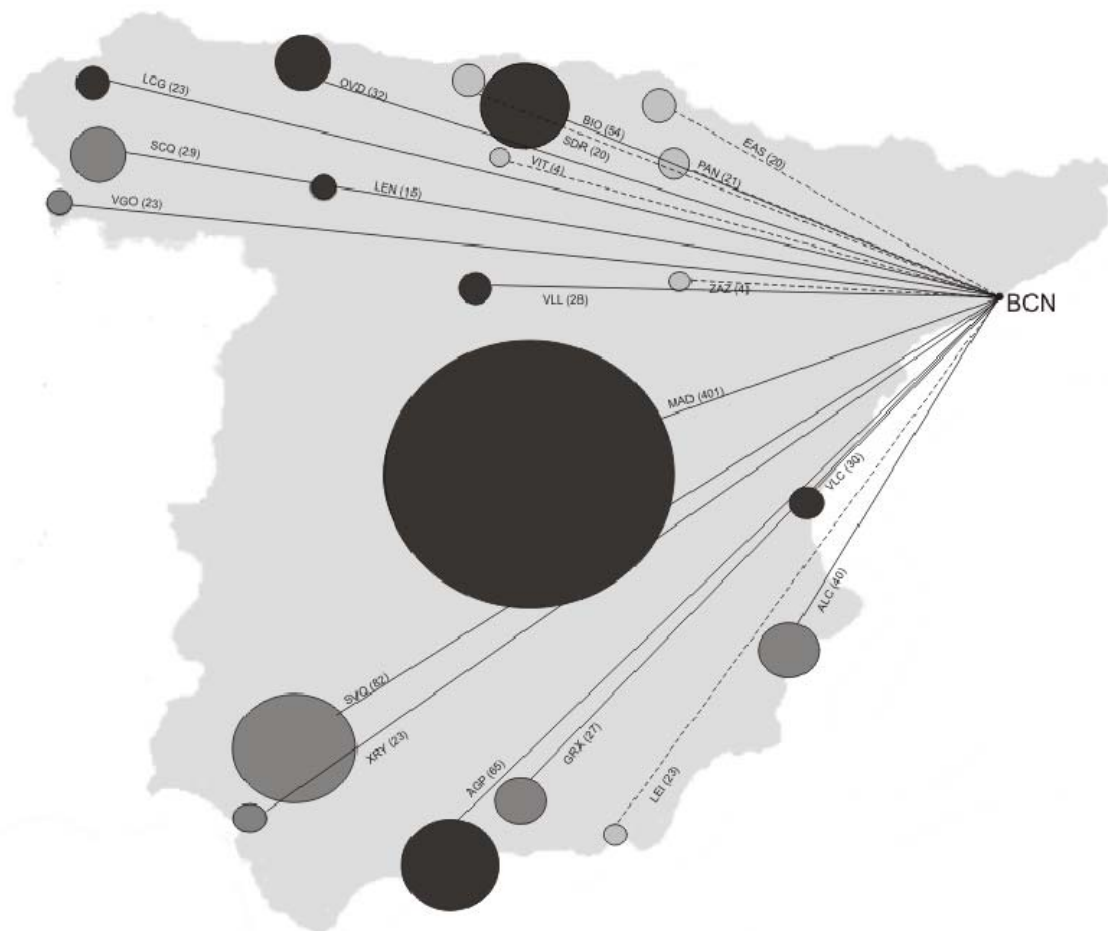 LCG (23)
OVD (32)
BIO (54)
SDR (20)
EAS (20)
SCQ (29)
VIT (4)
PAN (21)
LEN (15)
VGO (23)
ZAZ (4)
BCN
VLL (28)
MAD (401)
VLC (30)
ALC (40)
SVQ (82)
XRY (23)
GRX (27)
AGP (65)
LEI (23)